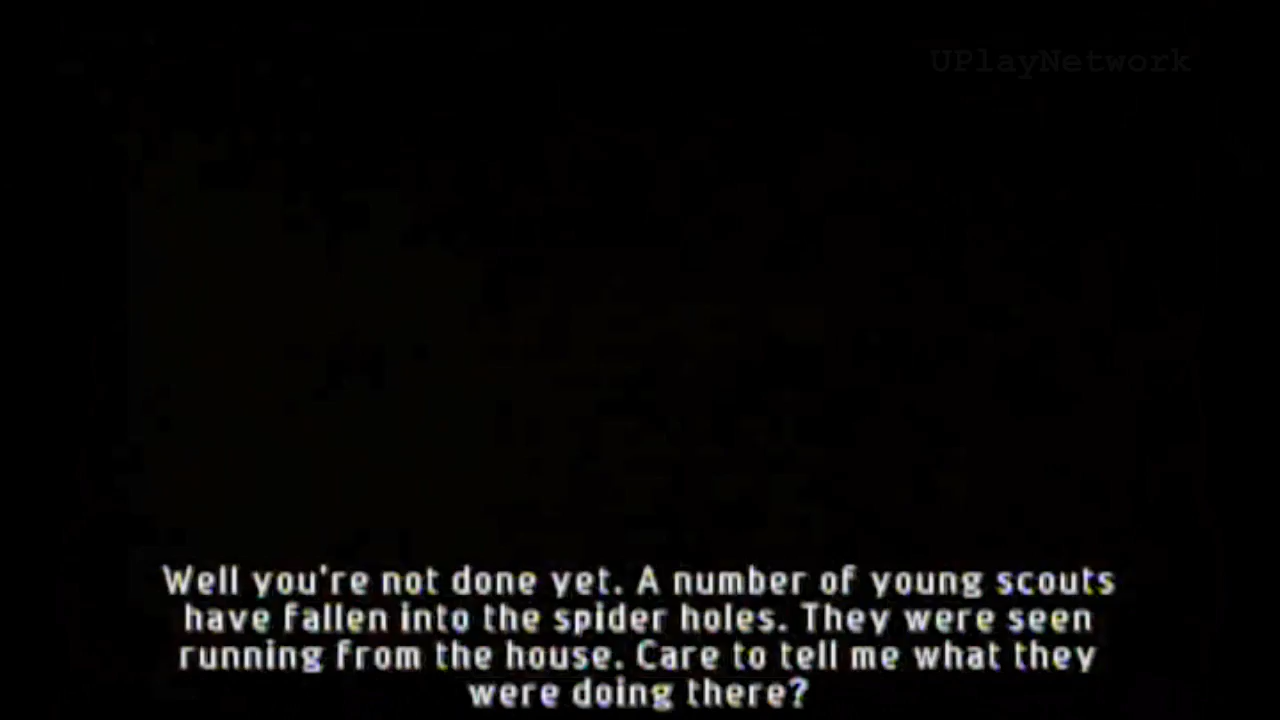 UPlayNetwork
Well you're not done yet. A number of young scouts
have fallen into the spider holes. They were seen
running from the house. Care to tell me what they
were doing there?